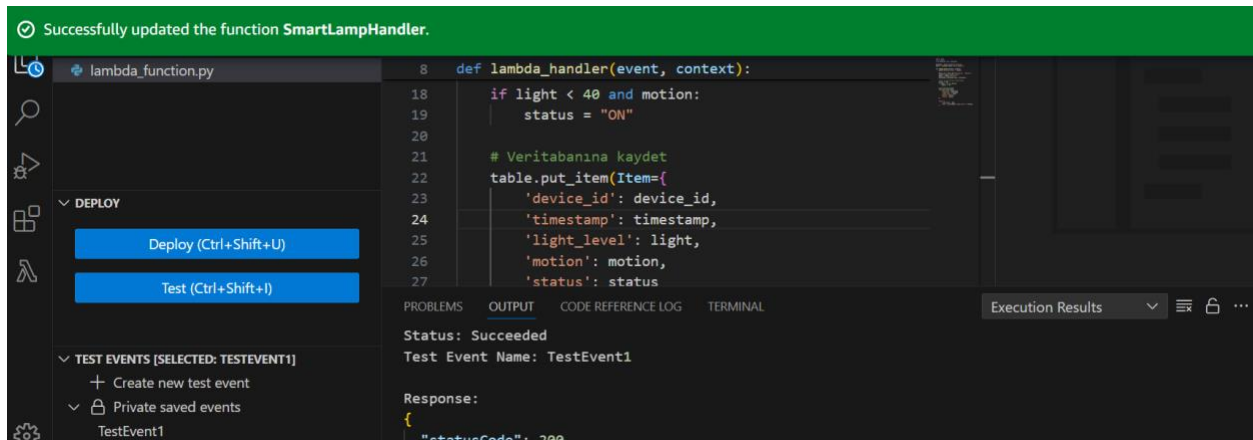 Successfully updated the function SmartLampHandler.
lambda_function.py
DEPLOY
Deploy (Ctrl+Shift+U)
Test (Ctrl+Shift+I)
TEST EVENTS [SELECTED: TESTEVENT1]
Create new test event
Private saved events
TestEvent1
8 def lambda_handler(event, context):
18 if light < 40 and motion:
19 status = "ON"
20
21 # Veritabanına kaydet
22 table.put_item(Item={
23 'device_id': device_id,
24 'timestamp': timestamp,
25 'light_level': light,
26 'motion': motion,
27 'status': status
PROBLEMS OUTPUT CODE REFERENCE LOG TERMINAL Execution Results
Status: Succeeded
Test Event Name: TestEvent1
Response:
{
"statusCode": 200